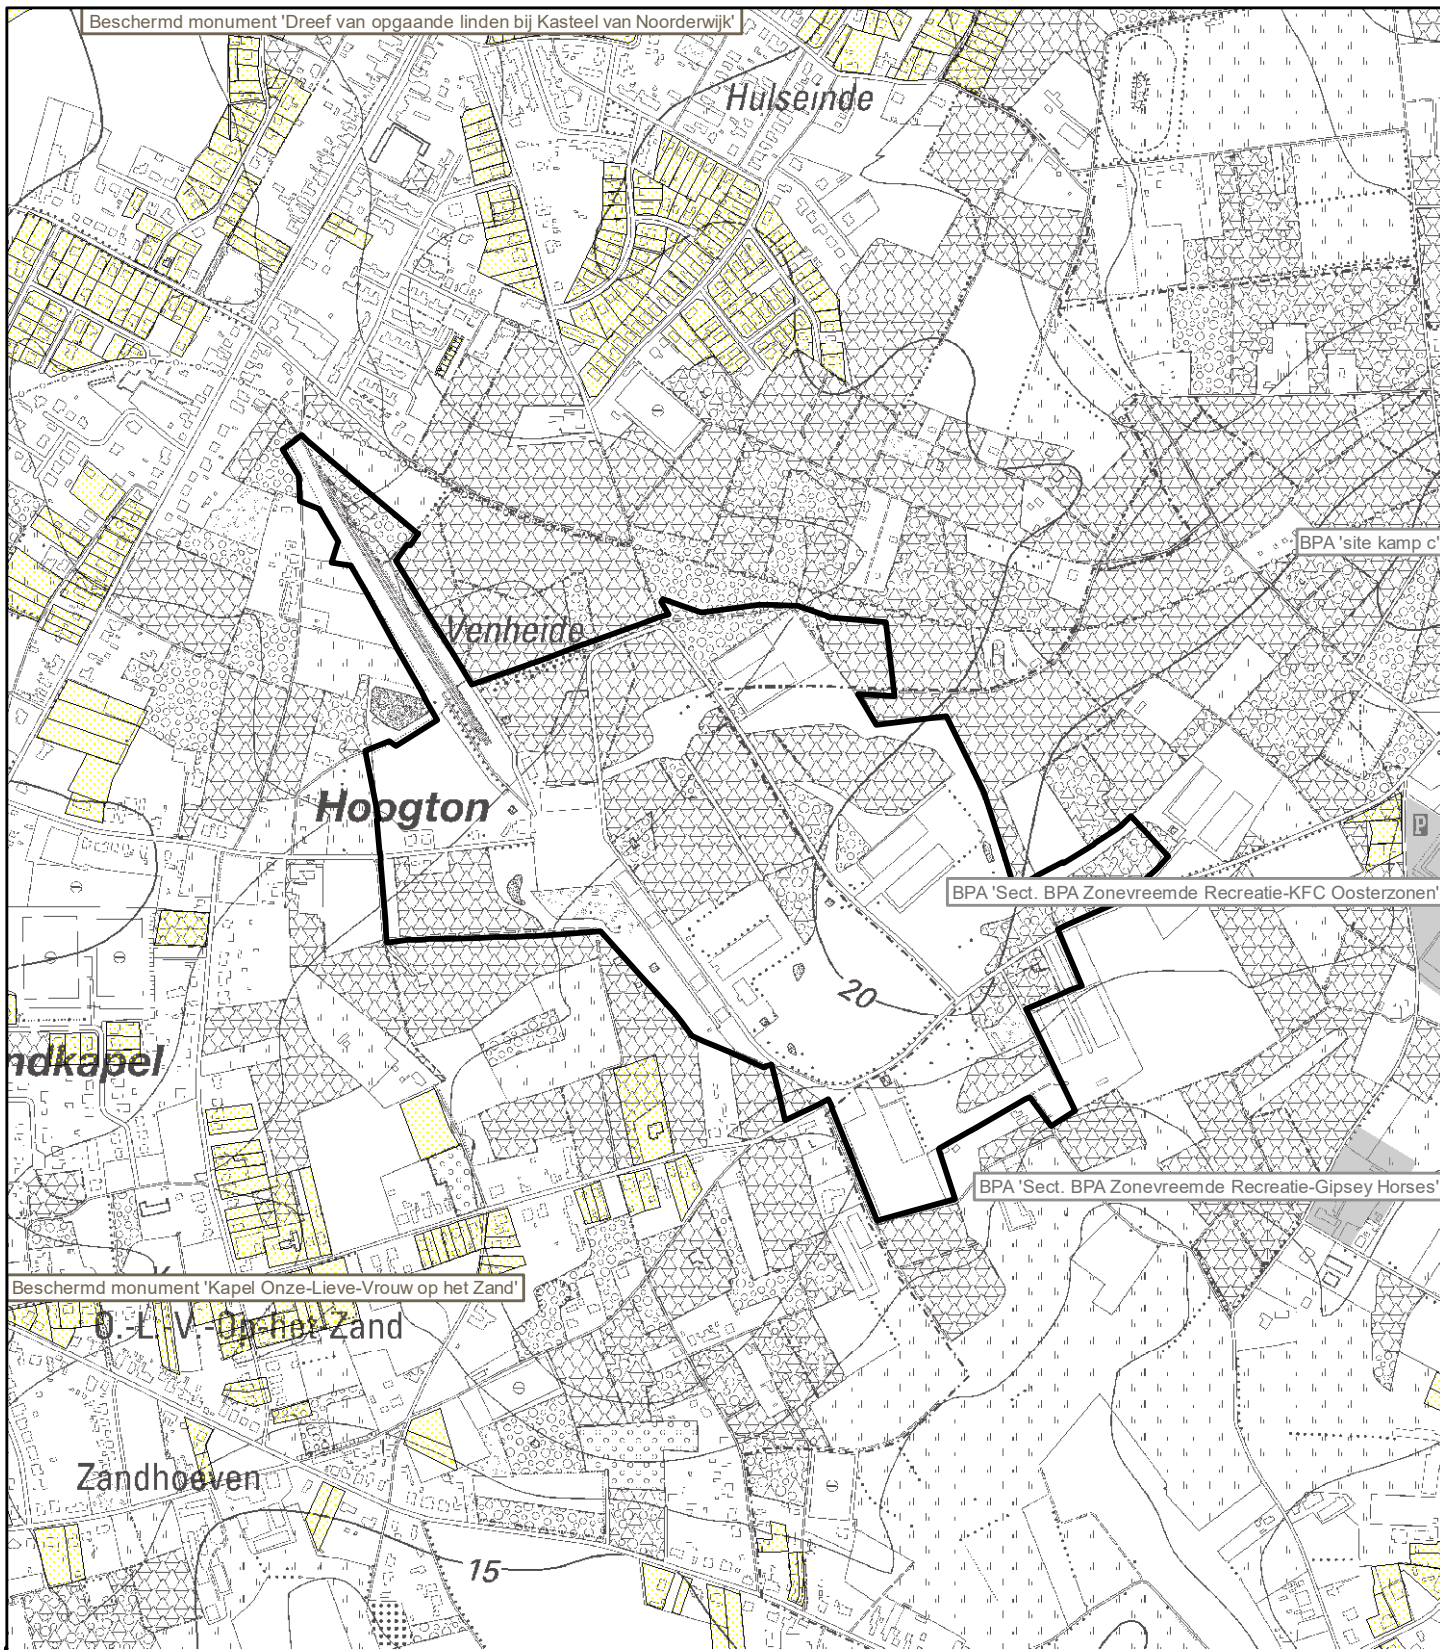 Beschermd monument 'Dreef van opgaande linden bij Kasteel van Noorderwijk'
Hulseinde
BPA 'site kamp c'
Venheide
Hoogton
P
BPA 'Sect. BPA Zonevreemde Recreatie-KFC Oosterzonen'
20
ndkapel
BPA 'Sect. BPA Zonevreemde Recreatie-Gipsey Horses'
Beschermd monument 'Kapel Onze-Lieve-Vrouw op het Zand'
O.-L.-V.-Op-het-Zand
Zandhoeven
15